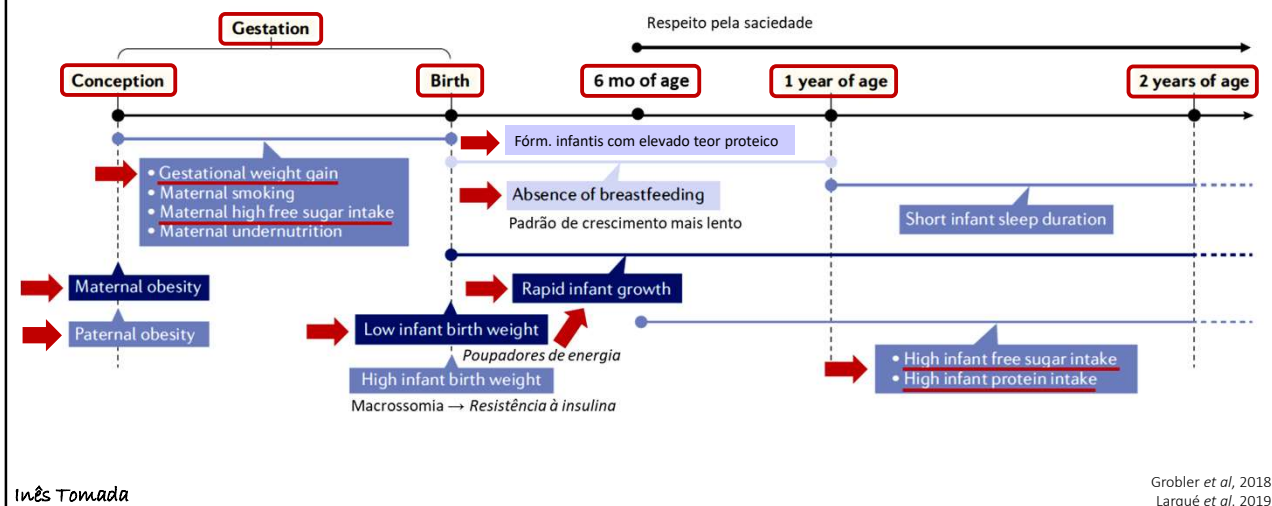 Respeito pela saciedade
Gestation
Conception
Birth
6 mo of age
1 year of age
2 years of age
Fórm. infantis com elevado teor proteico
• Gestational weight gain
• Maternal smoking
• Maternal high free sugar intake
• Maternal undernutrition
Absence of breastfeeding
Padrão de crescimento mais lento
Short infant sleep duration
Maternal obesity
Rapid infant growth
Paternal obesity
Low infant birth weight
Poupadores de energia
High infant birth weight
Macrossomia → Resistência à insulina
• High infant free sugar intake
• High infant protein intake
Inês Tomada
Grobler et al, 2018
Larqué et al. 2019